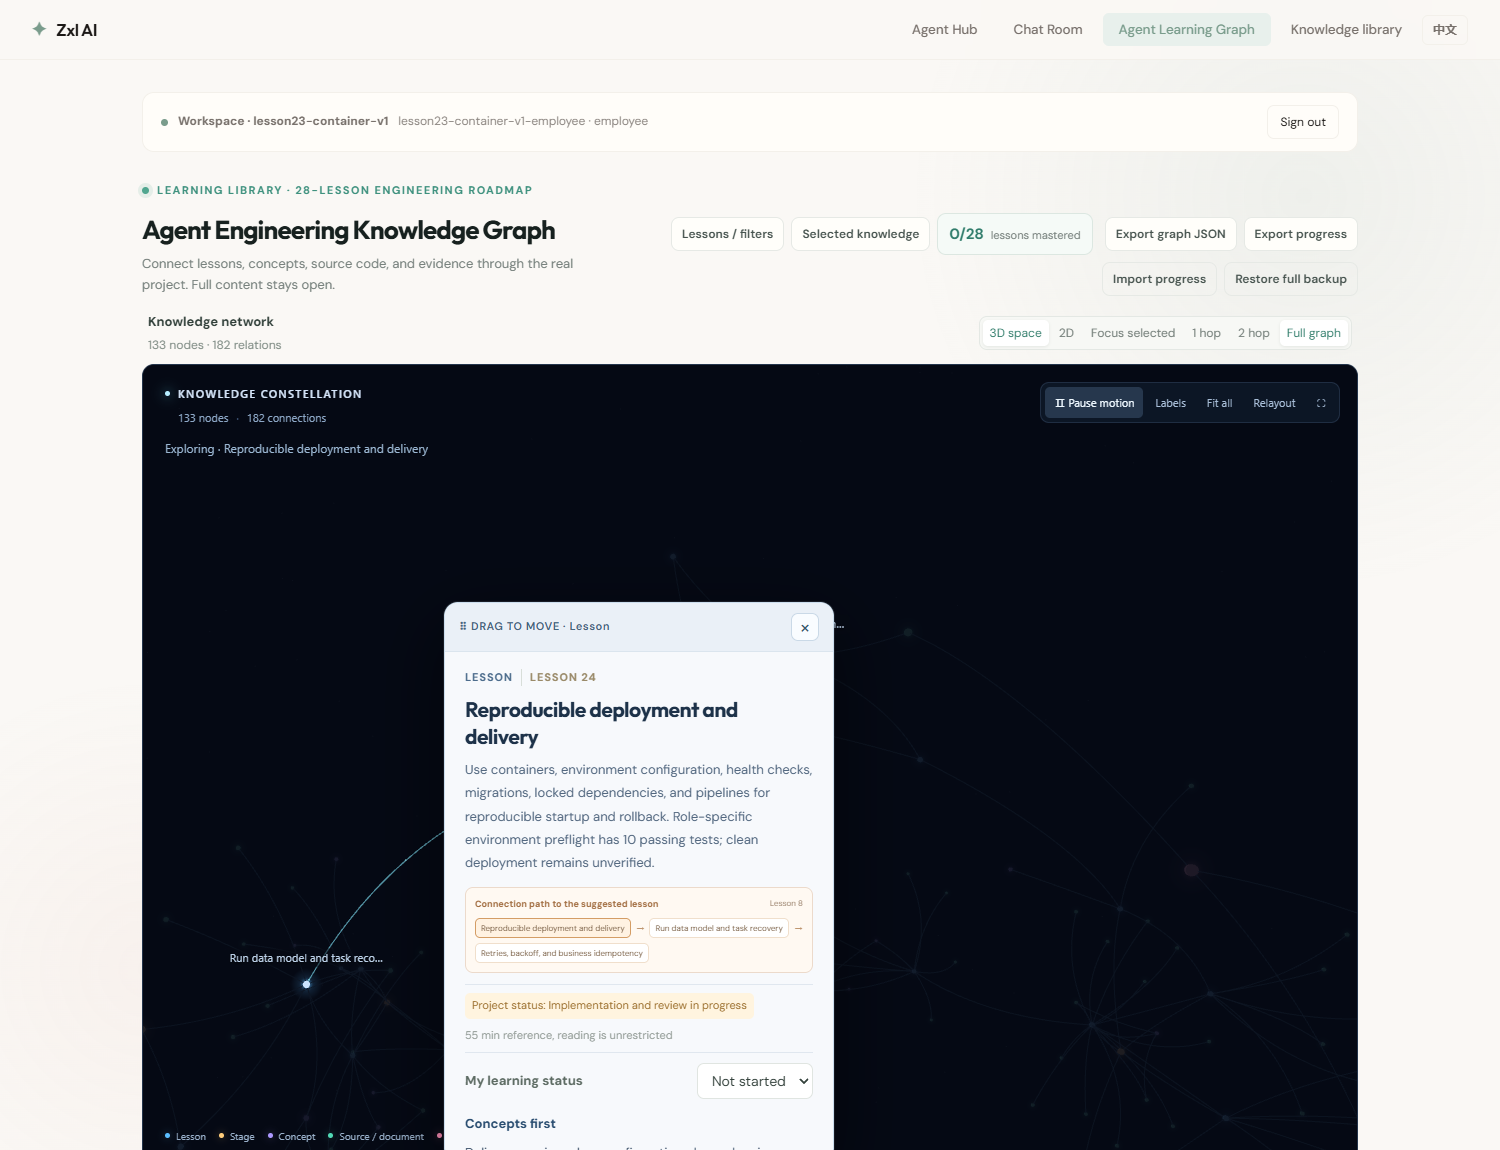 Zxl AI
Agent Hub
Chat Room
Agent Learning Graph
Knowledge library
中文
Workspace · lesson23-container-v1 lesson23-container-v1-employee · employee
Sign out
LEARNING LIBRARY · 28-LESSON ENGINEERING ROADMAP
Agent Engineering Knowledge Graph
Connect lessons, concepts, source code, and evidence through the real
project. Full content stays open.
Lessons / filters
Selected knowledge
0/28 lessons mastered
Export graph JSON
Export progress
Import progress
Restore full backup
Knowledge network
133 nodes · 182 relations
3D space
2D
Focus selected
1 hop
2 hop
Full graph
KNOWLEDGE CONSTELLATION
133 nodes · 182 connections
Exploring · Reproducible deployment and delivery
Pause motion
Labels
Fit all
Relayout
DRAG TO MOVE · Lesson
×
LESSON
LESSON 24
Reproducible deployment and
delivery
Use containers, environment configuration, health checks,
migrations, locked dependencies, and pipelines for
reproducible startup and rollback. Role-specific
environment preflight has 10 passing tests; clean
deployment remains unverified.
Connection path to the suggested lesson
Lesson 8
Reproducible deployment and delivery → Run data model and task recovery →
Retries, backoff, and business idempotency
Project status: Implementation and review in progress
55 min reference, reading is unrestricted
My learning status
Not started
Concepts first
Run data model and task reco...
Lesson
Stage
Concept
Source / document